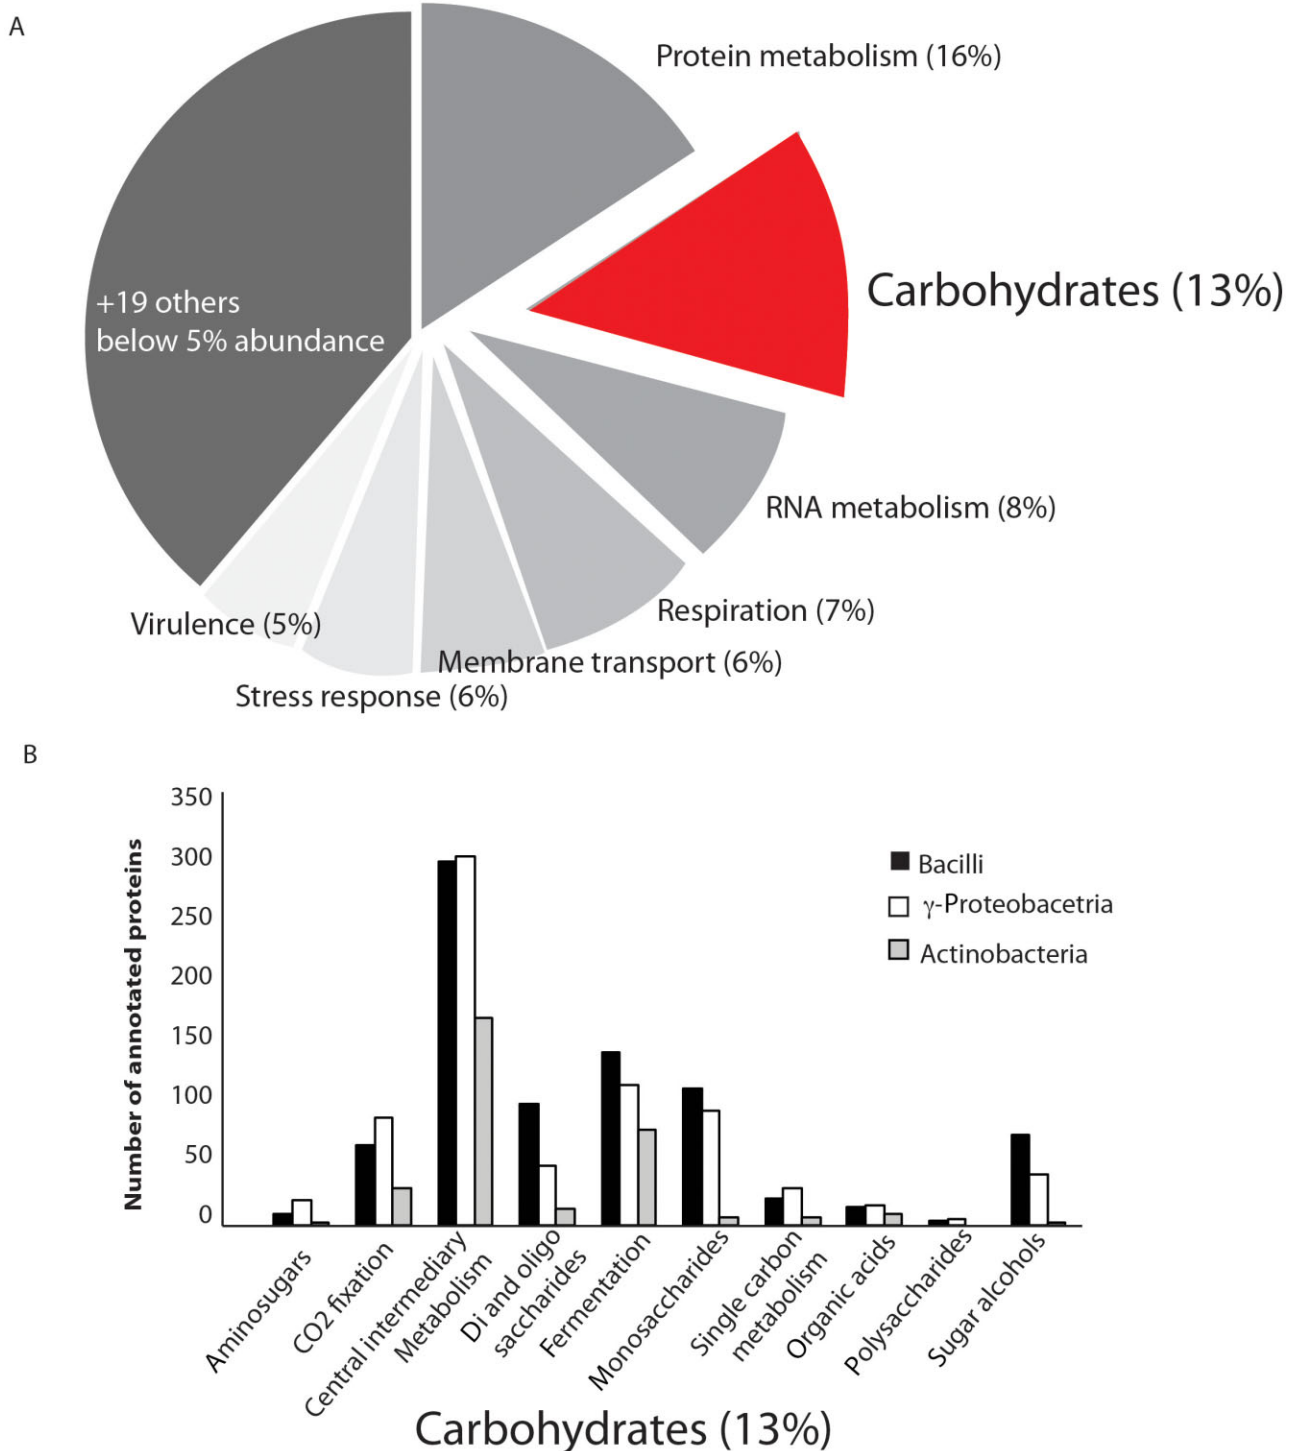 A
Protein metabolism (16%)
Carbohydrates (13%)
+19 others
below 5% abundance
RNA metabolism (8%)
Respiration (7%)
Virulence (5%)
Membrane transport (6%)
Stress response (6%)
B
Number of annotated proteins
350
300
250
200
150
100
50
0
Bacilli
γ-Proteobacetria
Actinobacteria
Aminosugars
CO2 fixation
Central intermediary
Metabolism
Di and oligo
saccharides
Fermentation
Monosaccharides
Single carbon
metabolism
Organic acids
Polysaccharides
Sugar alcohols
Carbohydrates (13%)